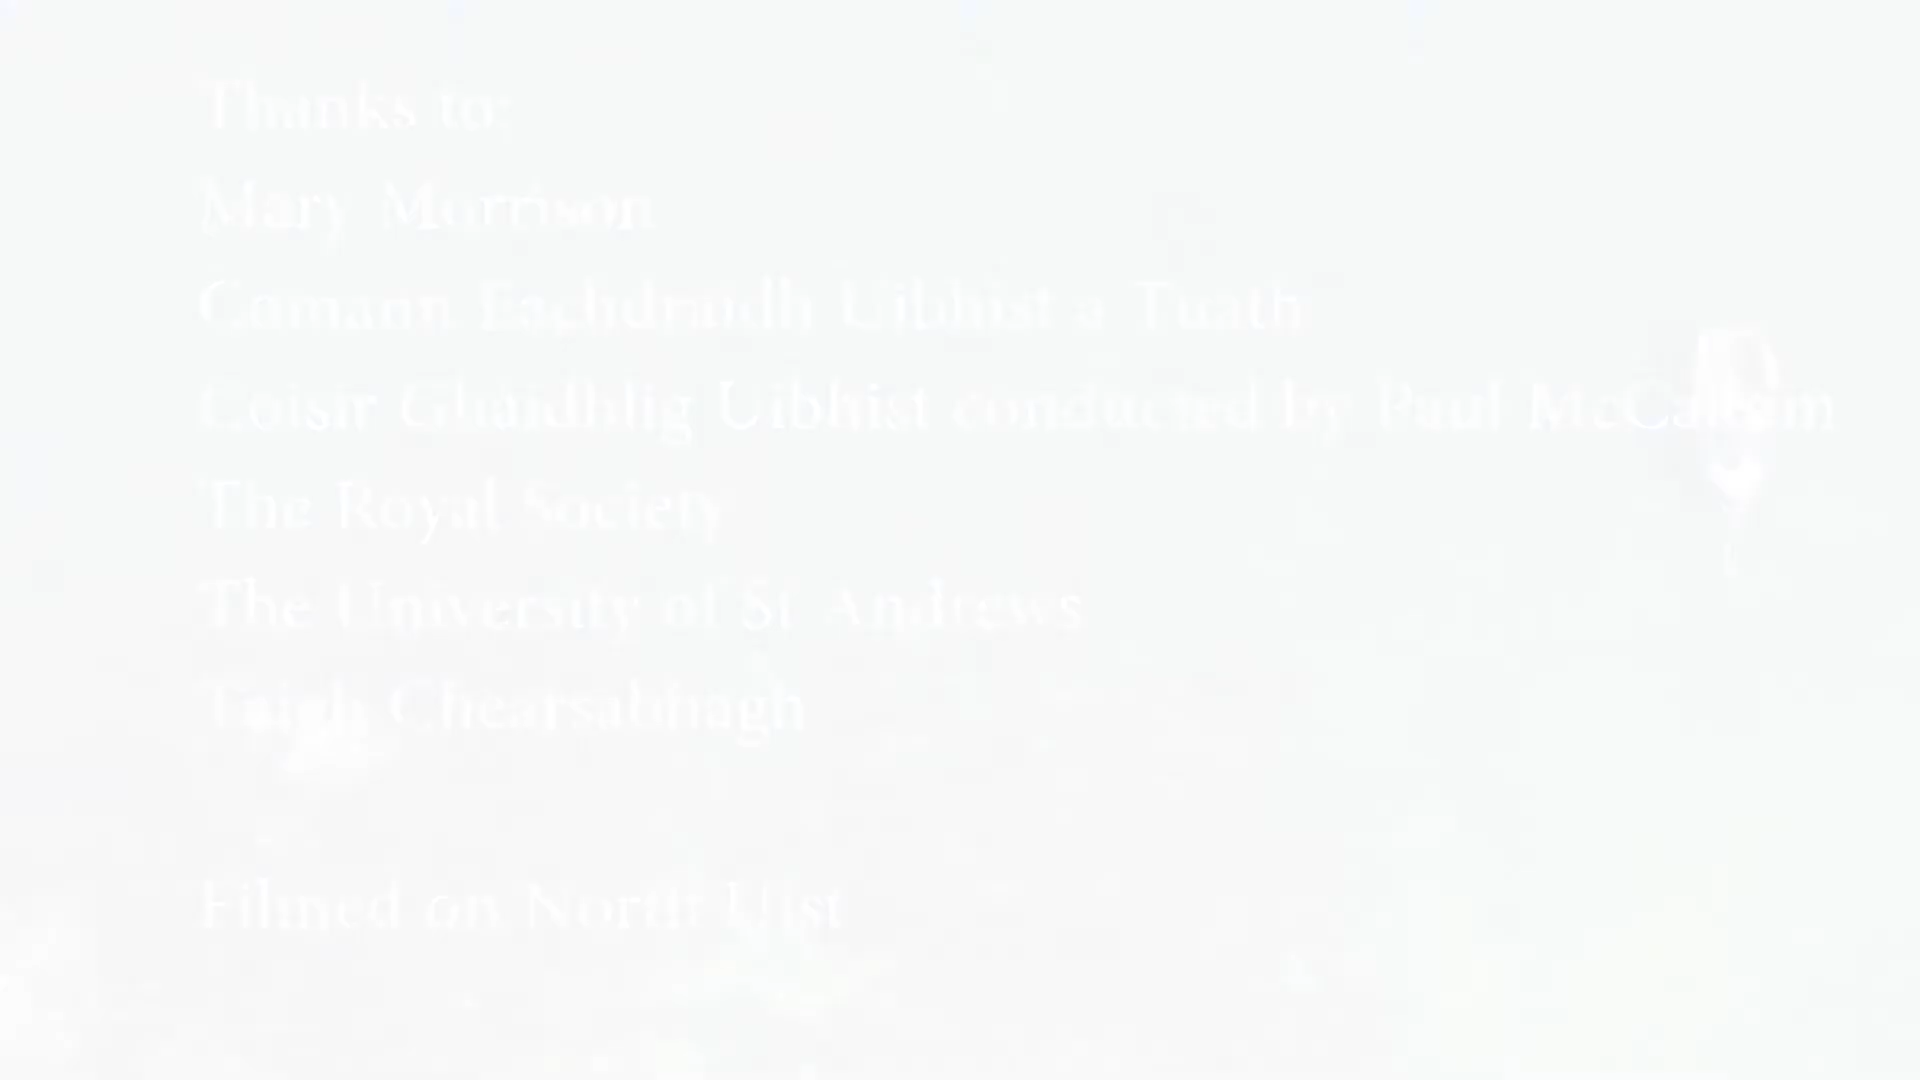 Thanks to:
Mary Morrison
Comann Eachdraidh Uibhist a Tuath
Coisir Ghaidhlig Uibhist conducted by Paul McCallum
The Royal Society
The University of St Andrews
Taigh Chearsabhagh
Filmed on North Uist